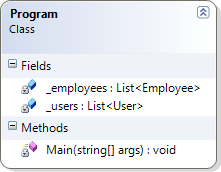 Program
Class
Fields
_employees : List<Employee>
_users : List<User>
Methods
Main(string[] args) : void